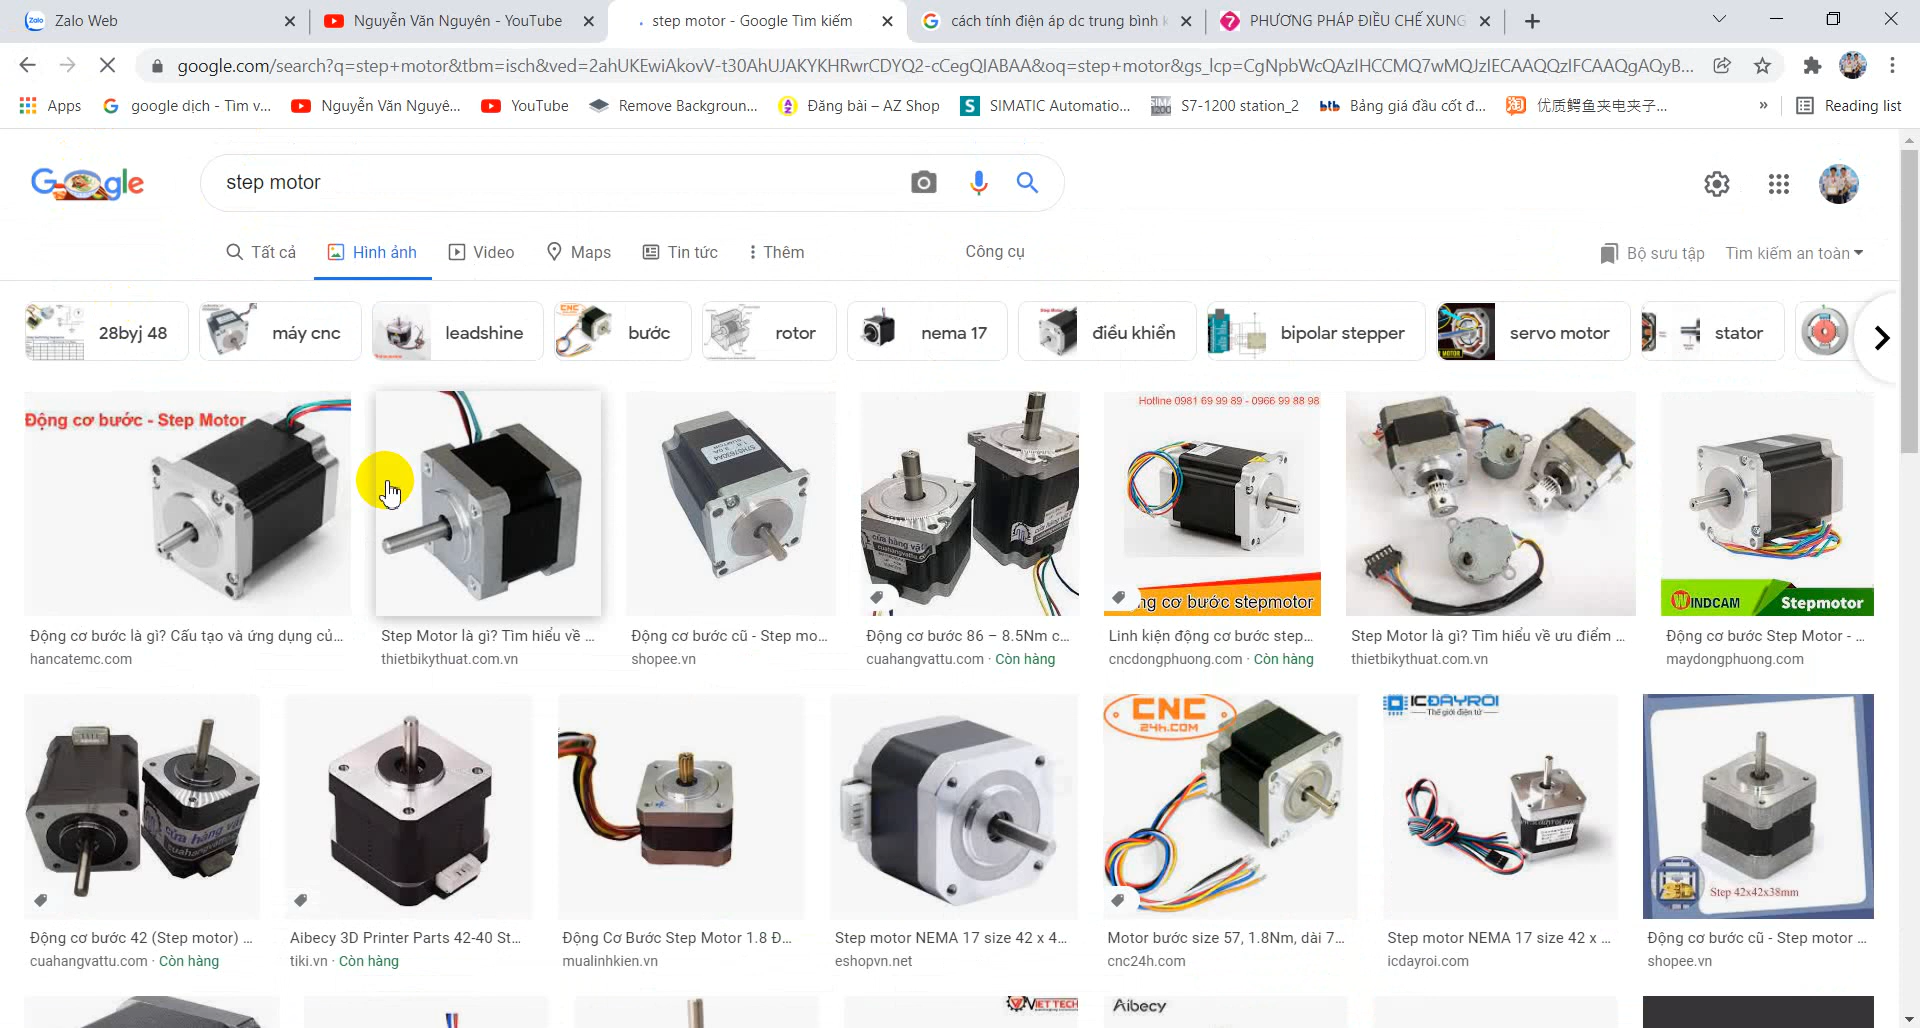 Zalo Web
Nguyễn Văn Nguyên - YouTube
step motor - Google Tìm kiếm
cách tính điện áp dc trung bình k
PHƯƠNG PHÁP ĐIỀU CHẾ XUNG
google.com/search?q=step+motor&tbm=isch&ved=2ahUKEwiAkovV-t30AhUJAKYKHRwrCDYQ2-cCegQIABAA&oq=step+motor&gs_lcp=CgNpbWcQAzIHCCMQ7wMQJzIECAAQQzIFCAAQgAQyB...
Apps
google dịch - Tìm v...
Nguyễn Văn Nguyê...
YouTube
Remove Backgroun...
Đăng bài – AZ Shop
SIMATIC Automatio...
S7-1200 station_2
Bảng giá đầu cốt đ...
优质鳄鱼夹电夹子...
»
Reading list
Google
step motor
Tất cả
Hình ảnh
Video
Maps
Tin tức
Thêm
Công cụ
Bộ sưu tập
Tìm kiếm an toàn
28byj 48
máy cnc
leadshine
bước
rotor
nema 17
điều khiển
bipolar stepper
servo motor
stator
Động cơ bước - Step Motor
Hotline 0981 69 99 89 - 0966 99 88 98
cơ bước stepmotor
WINDCAM
Stepmotor
Động cơ bước là gì? Cấu tạo và ứng dụng củ...
hancatemc.com
Step Motor là gì? Tìm hiểu về ...
thietbikythuat.com.vn
Động cơ bước cũ - Step mo...
shopee.vn
Động cơ bước 86 – 8.5Nm c...
cuahangvattu.com · Còn hàng
Linh kiện động cơ bước step...
cncdongphuong.com · Còn hàng
Step Motor là gì? Tìm hiểu về ưu điểm ...
thietbikythuat.com.vn
Động cơ bước Step Motor - ...
maydongphuong.com
CNC
24h.COM
ICĐAYROI
Thế giới điện tử
Step 42x42x38mm
Động cơ bước 42 (Step motor) ...
cuahangvattu.com · Còn hàng
Aibecy 3D Printer Parts 42-40 St...
tiki.vn · Còn hàng
Động Cơ Bước Step Motor 1.8 Đ...
mualinhkien.vn
Step motor NEMA 17 size 42 x 4...
eshopvn.net
Motor bước size 57, 1.8Nm, dài 7...
cnc24h.com
Step motor NEMA 17 size 42 x ...
icdayroi.com
Động cơ bước cũ - Step motor ...
shopee.vn
VIET TECH
Aibecy